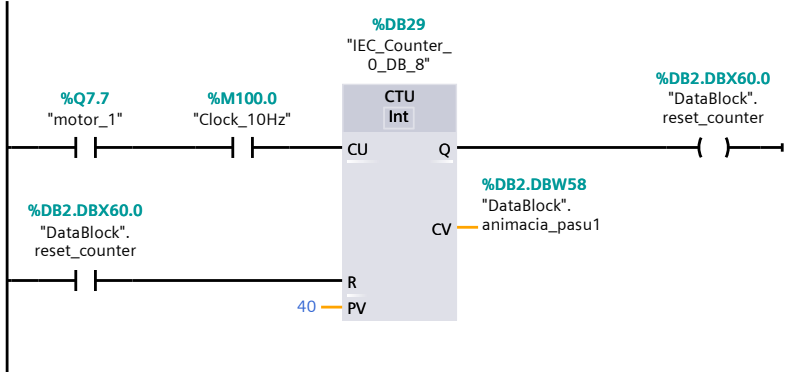 %DB29
"IEC_Counter_
0_DB_8"
%Q7.7
"motor_1"
%M100.0
"Clock_10Hz"
CTU
Int
%DB2.DBX60.0
"DataBlock".
reset_counter
CU
Q
%DB2.DBX60.0
"DataBlock".
reset_counter
%DB2.DBW58
"DataBlock".
animacia_pasu1
CV
R
40
PV